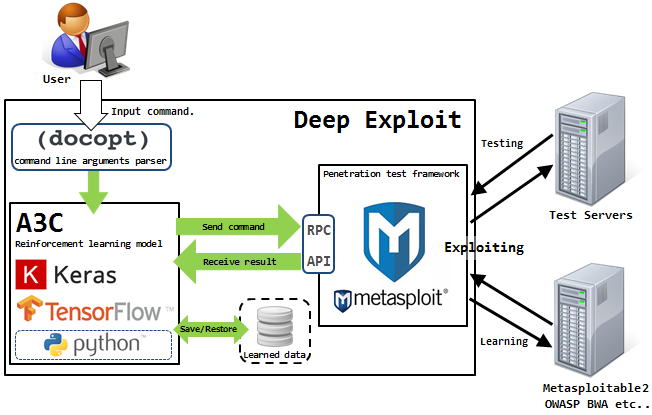 User
Input command.
Deep Exploit
(docopt)
command line arguments parser
Testing
Test Servers
Penetration test framework
A3C
Reinforcement learning model
Send command
RPC
API
Receive result
Exploiting
K Keras
TensorFlow™
metasploit®
python™
Save/Restore
Learned data
Learning
Metasploitable2
OWASP BWA etc..